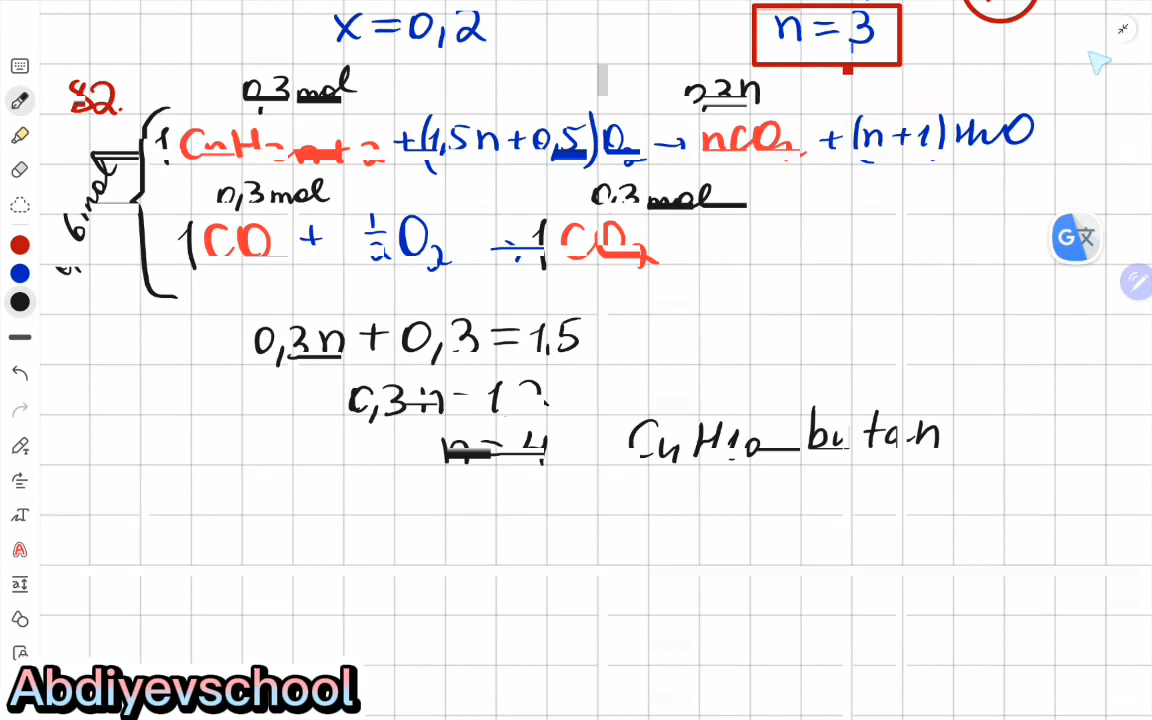 x = 0,2
n = 3
82.
0,3 mol
0,3n
1CnH2n+2 + (1,5n + 0,5)O2 → nCO2 + (n+1)H2O
0,3 mol
0,3 mol
1CO + 1/2 O2 ÷ 1CO2
0,3n + 0,3 = 1,5
0,3n = 1,2
n = 4
C4H10 butan
Abdiyevschool